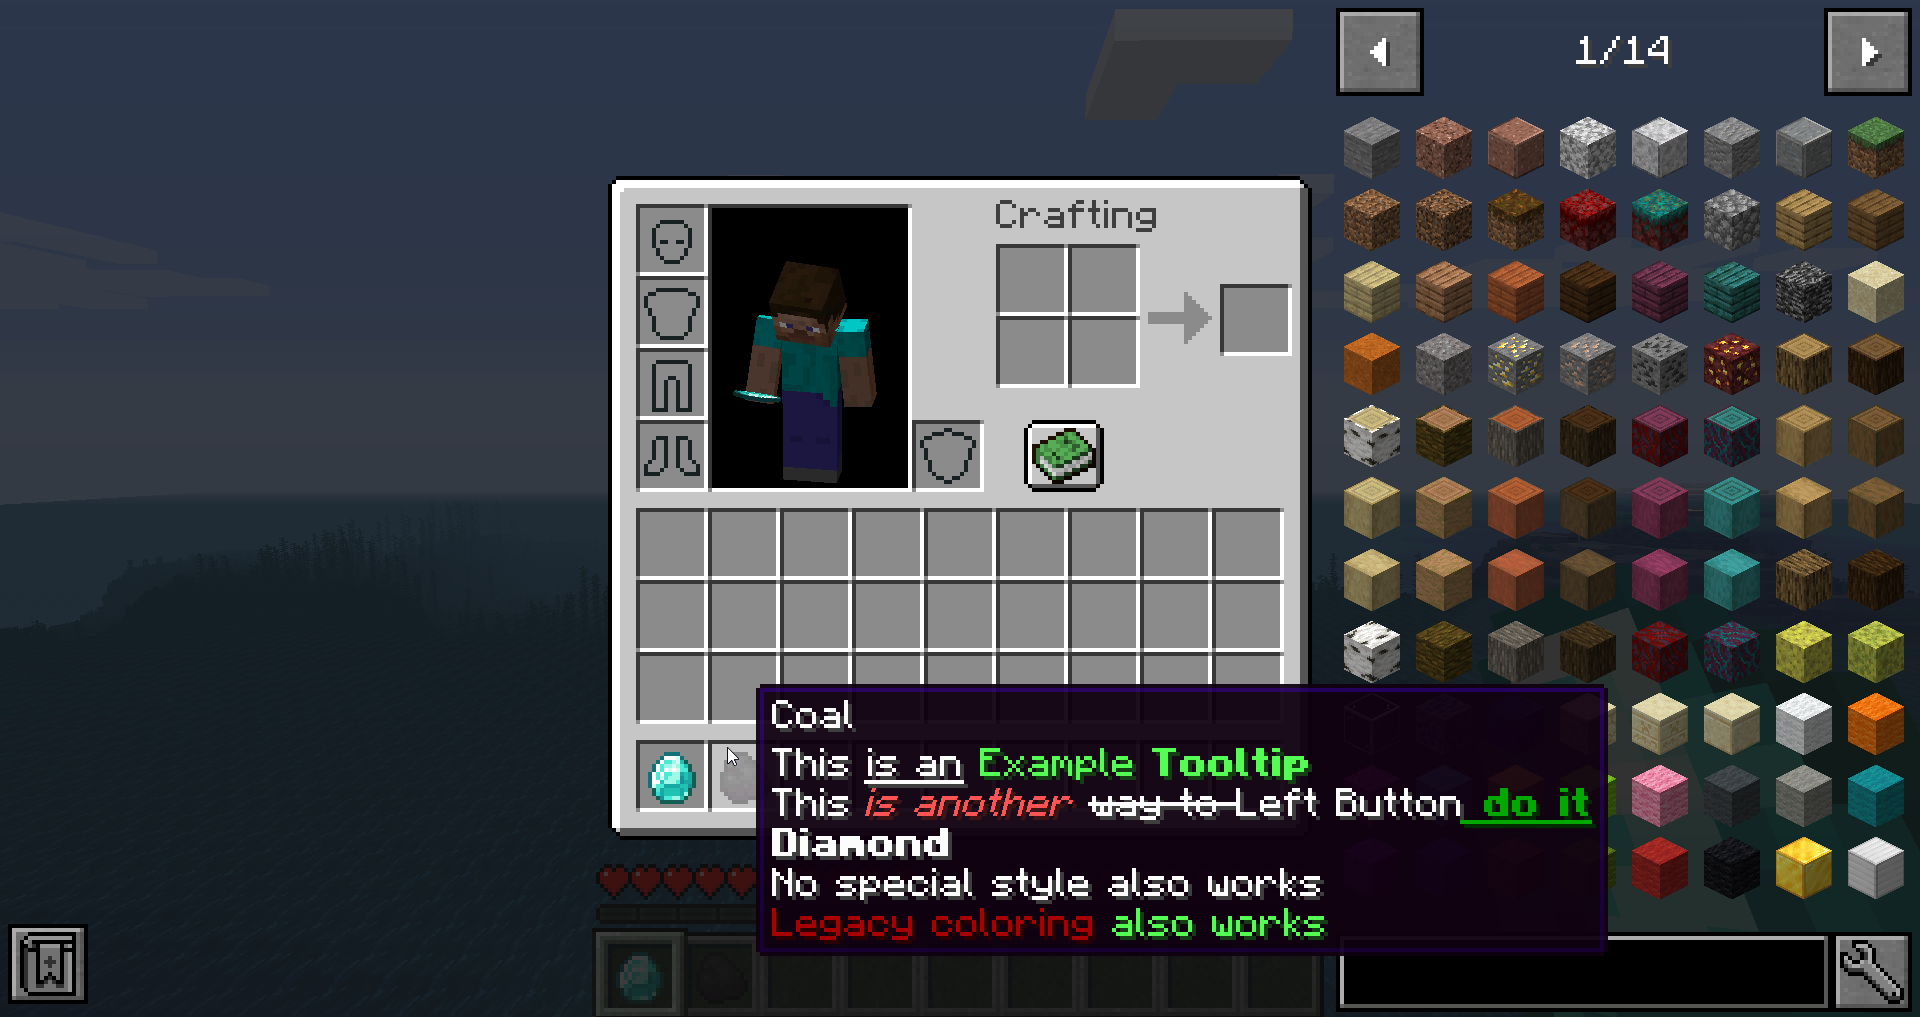 1/14
Crafting
Coal
This is an Example Tooltip
This is another way to Left Button do it
Diamond
No special style also works
Legacy coloring also works